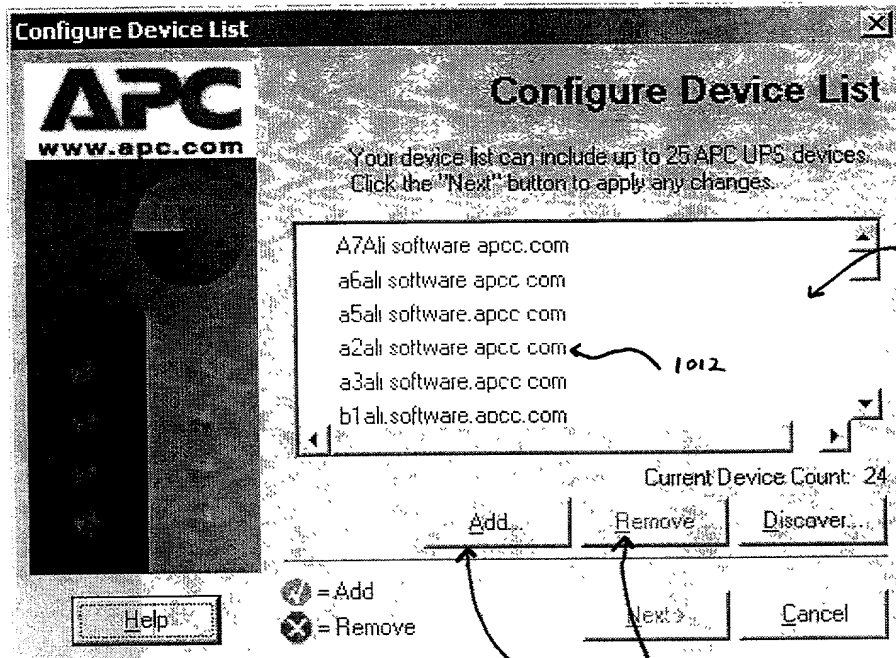 Configure Device List
APC
www.apc.com
Configure Device List
Your device list can include up to 25 APC UPS devices.
Click the "Next" button to apply any changes.
A7Ali software apcc.com
a6ali software apcc com
a5ali software.apcc com
a2ali software apcc com
1012
a3ali software.apcc com
b1ali.software.apcc.com
Current Device Count: 24
Add...
Remove
Discover...
= Add
= Remove
Help
Next >
Cancel